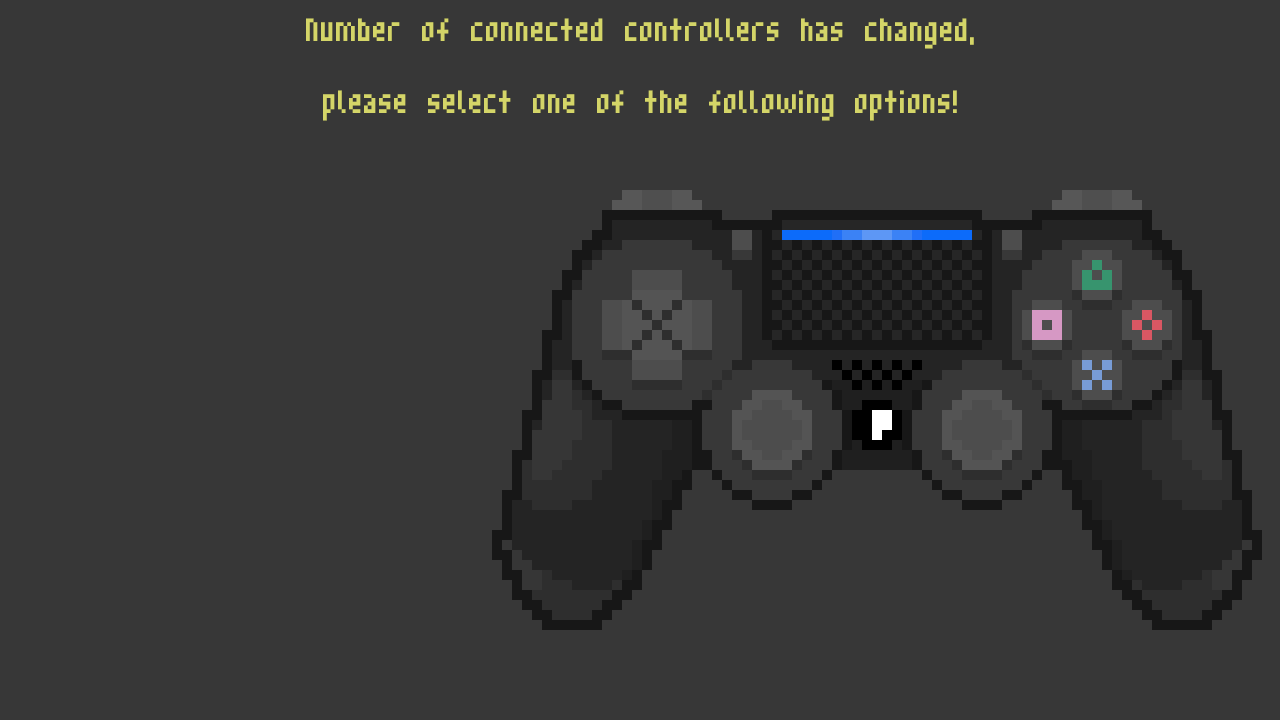 Number of connected controllers has changed,
please select one of the following options!